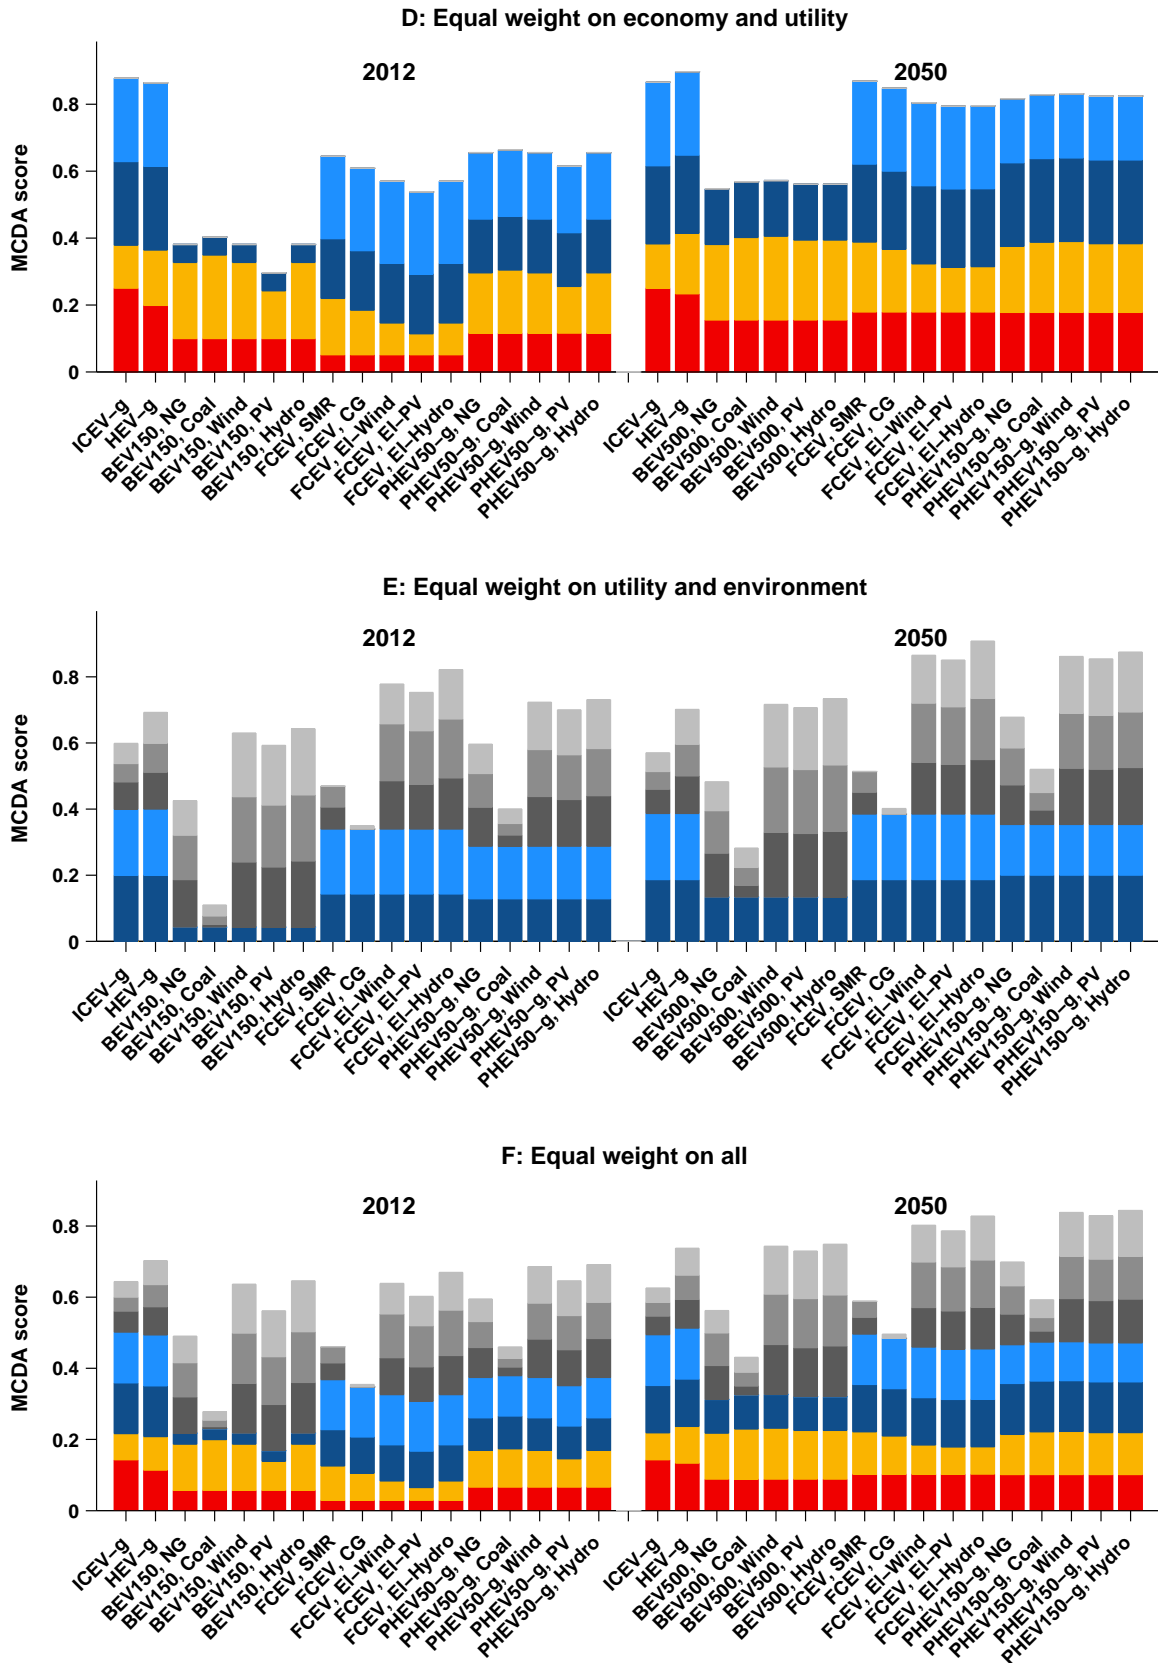 D: Equal weight on economy and utility
2012
2050
MCDA score
0.8
0.6
0.4
0.2
0
ICEV−g
HEV−g
BEV150, NG
BEV150, Coal
BEV150, Wind
BEV150, PV
BEV150, Hydro
FCEV, SMR
FCEV, CG
FCEV, El−Wind
FCEV, El−PV
FCEV, El−Hydro
PHEV50−g, NG
PHEV50−g, Coal
PHEV50−g, Wind
PHEV50−g, PV
PHEV50−g, Hydro
ICEV−g
HEV−g
BEV500, NG
BEV500, Coal
BEV500, Wind
BEV500, PV
BEV500, Hydro
FCEV, SMR
FCEV, CG
FCEV, El−Wind
FCEV, El−PV
FCEV, El−Hydro
PHEV150−g, NG
PHEV150−g, Coal
PHEV150−g, Wind
PHEV150−g, PV
PHEV150−g, Hydro
E: Equal weight on utility and environment
2012
2050
MCDA score
0.8
0.6
0.4
0.2
0
ICEV−g
HEV−g
BEV150, NG
BEV150, Coal
BEV150, Wind
BEV150, PV
BEV150, Hydro
FCEV, SMR
FCEV, CG
FCEV, El−Wind
FCEV, El−PV
FCEV, El−Hydro
PHEV50−g, NG
PHEV50−g, Coal
PHEV50−g, Wind
PHEV50−g, PV
PHEV50−g, Hydro
ICEV−g
HEV−g
BEV500, NG
BEV500, Coal
BEV500, Wind
BEV500, PV
BEV500, Hydro
FCEV, SMR
FCEV, CG
FCEV, El−Wind
FCEV, El−PV
FCEV, El−Hydro
PHEV150−g, NG
PHEV150−g, Coal
PHEV150−g, Wind
PHEV150−g, PV
PHEV150−g, Hydro
F: Equal weight on all
2012
2050
MCDA score
0.8
0.6
0.4
0.2
0
ICEV−g
HEV−g
BEV150, NG
BEV150, Coal
BEV150, Wind
BEV150, PV
BEV150, Hydro
FCEV, SMR
FCEV, CG
FCEV, El−Wind
FCEV, El−PV
FCEV, El−Hydro
PHEV50−g, NG
PHEV50−g, Coal
PHEV50−g, Wind
PHEV50−g, PV
PHEV50−g, Hydro
ICEV−g
HEV−g
BEV500, NG
BEV500, Coal
BEV500, Wind
BEV500, PV
BEV500, Hydro
FCEV, SMR
FCEV, CG
FCEV, El−Wind
FCEV, El−PV
FCEV, El−Hydro
PHEV150−g, NG
PHEV150−g, Coal
PHEV150−g, Wind
PHEV150−g, PV
PHEV150−g, Hydro